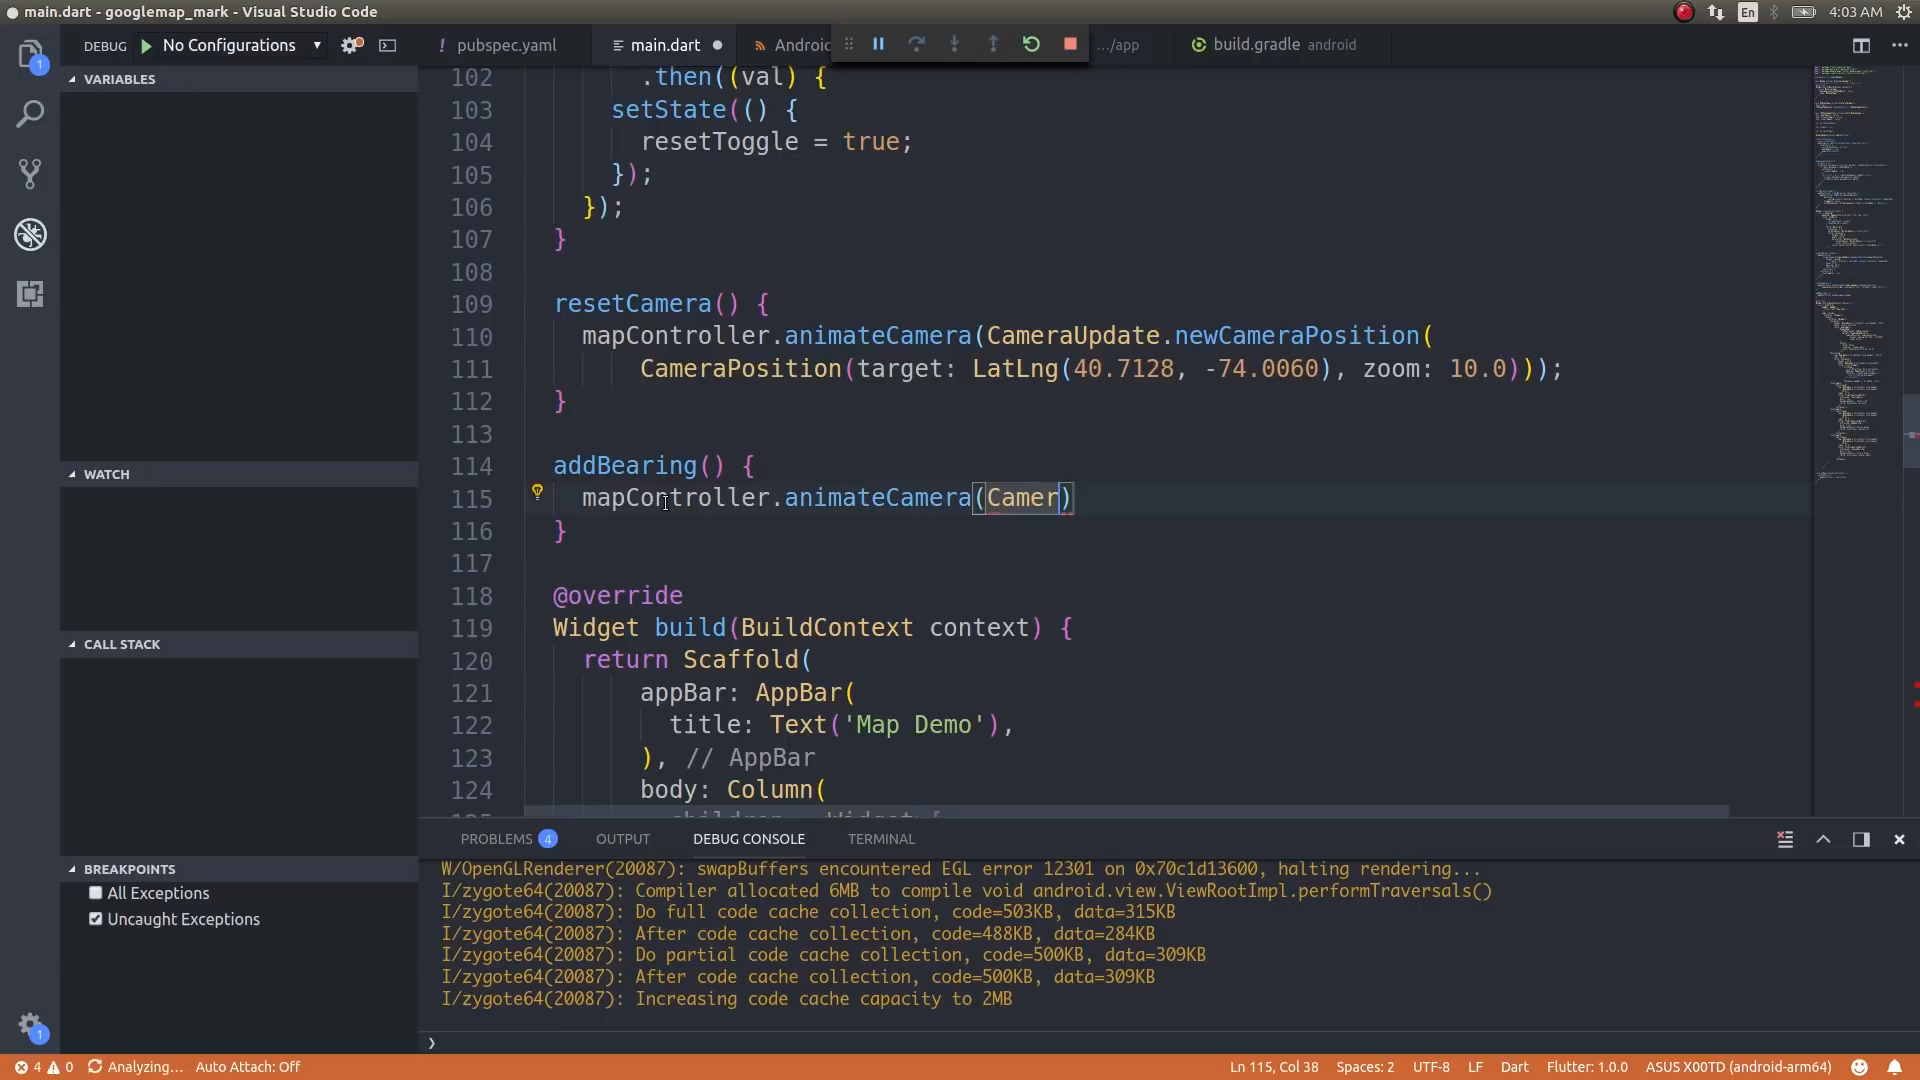 main.dart - googlemap_mark - Visual Studio Code
En
4:03 AM
DEBUG
No Configurations
pubspec.yaml
main.dart
Android
.../app
build.gradle android
1
VARIABLES
WATCH
CALL STACK
BREAKPOINTS
All Exceptions
Uncaught Exceptions
1
102 .then((val) {
103 setState(() {
104 resetToggle = true;
105 });
106 });
107 }
108
109 resetCamera() {
110 mapController.animateCamera(CameraUpdate.newCameraPosition(
111 CameraPosition(target: LatLng(40.7128, -74.0060), zoom: 10.0)));
112 }
113
114 addBearing() {
115 mapController.animateCamera(Camer)
116 }
117
118 @override
119 Widget build(BuildContext context) {
120 return Scaffold(
121 appBar: AppBar(
122 title: Text('Map Demo'),
123 ), // AppBar
124 body: Column(
PROBLEMS 4 OUTPUT DEBUG CONSOLE TERMINAL
W/OpenGLRenderer(20087): swapBuffers encountered EGL error 12301 on 0x70c1d13600, halting rendering...
I/zygote64(20087): Compiler allocated 6MB to compile void android.view.ViewRootImpl.performTraversals()
I/zygote64(20087): Do full code cache collection, code=503KB, data=315KB
I/zygote64(20087): After code cache collection, code=488KB, data=284KB
I/zygote64(20087): Do partial code cache collection, code=500KB, data=309KB
I/zygote64(20087): After code cache collection, code=500KB, data=309KB
I/zygote64(20087): Increasing code cache capacity to 2MB
❯
4 0 Analyzing... Auto Attach: Off
Ln 115, Col 38 Spaces: 2 UTF-8 LF Dart Flutter: 1.0.0 ASUS X00TD (android-arm64)